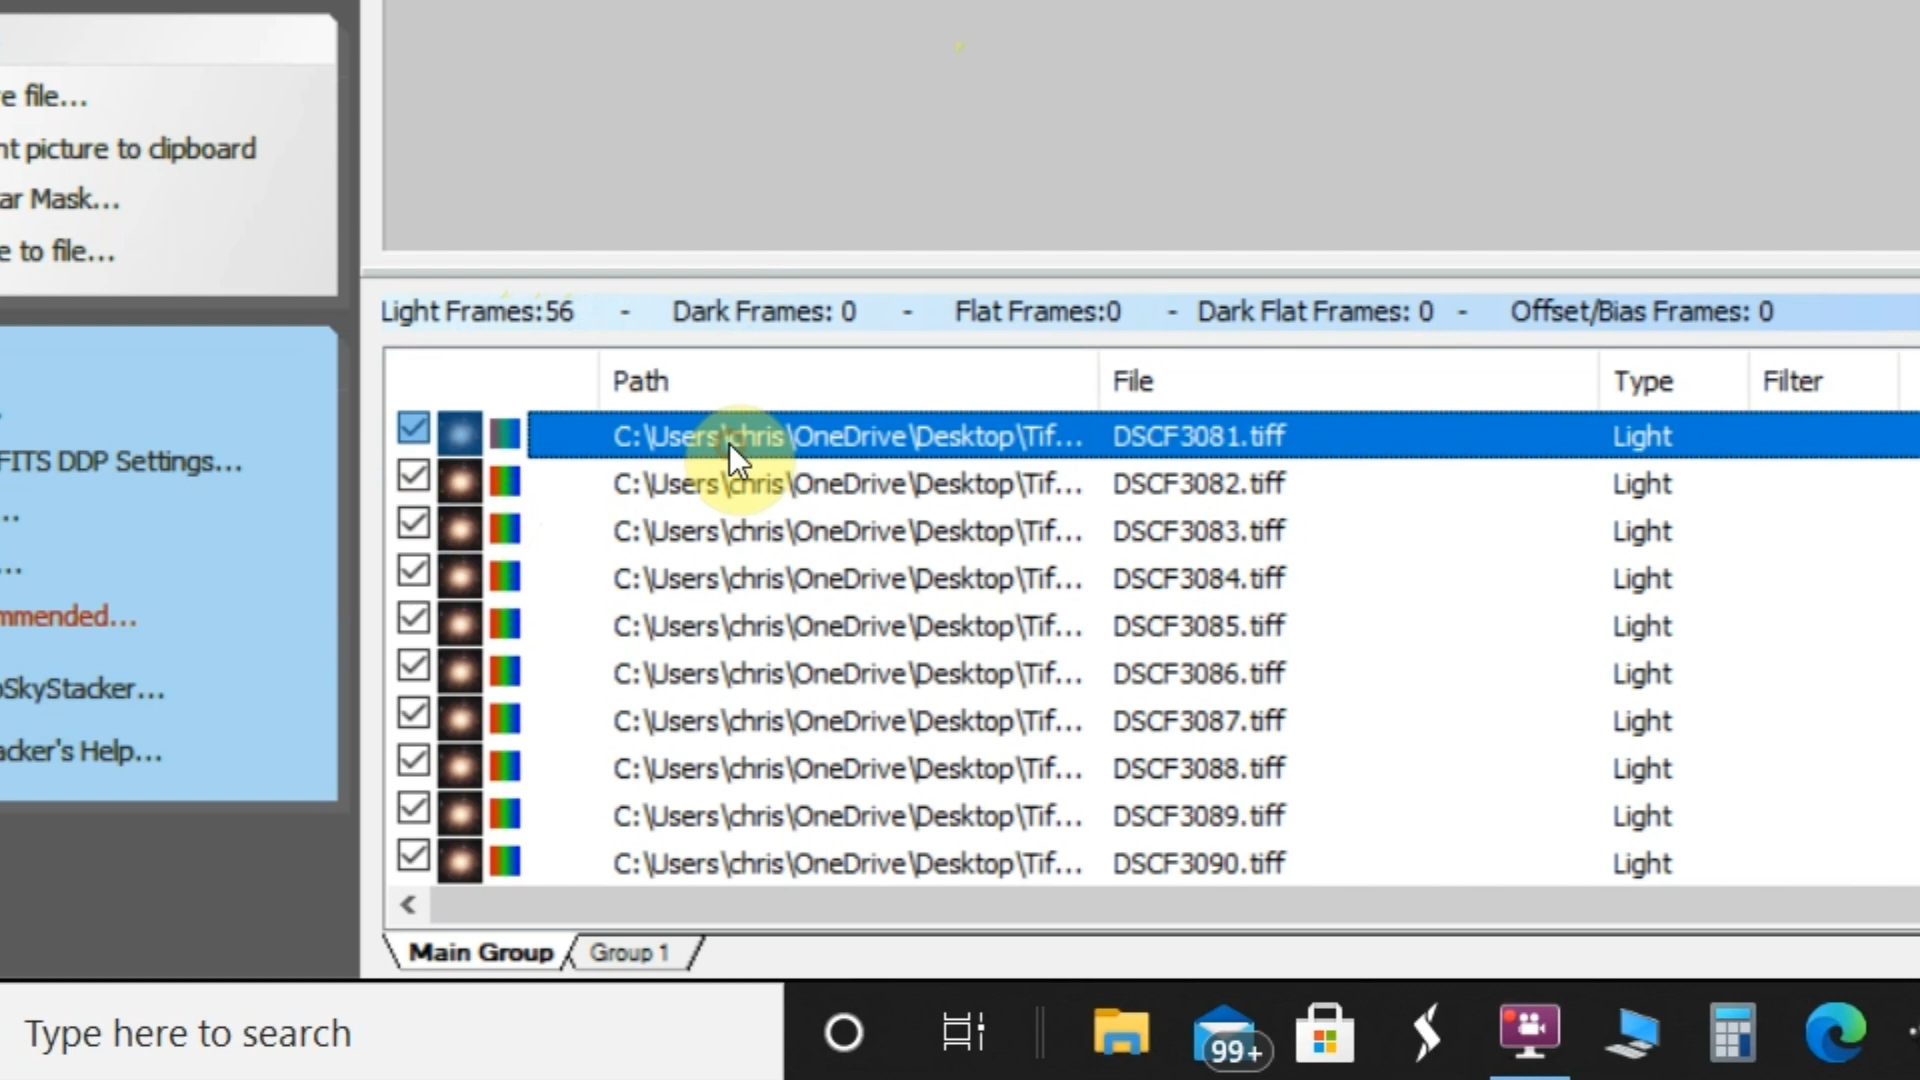 e file...
nt picture to clipboard
ar Mask...
e to file...
FITS DDP Settings...
...
...
mmended...
oSkyStacker...
acker's Help...
Light Frames:56 - Dark Frames: 0 - Flat Frames:0 - Dark Flat Frames: 0 - Offset/Bias Frames: 0
Path File Type Filter
C:\Users\chris\OneDrive\Desktop\Tif... DSCF3081.tiff Light
C:\Users\chris\OneDrive\Desktop\Tif... DSCF3082.tiff Light
C:\Users\chris\OneDrive\Desktop\Tif... DSCF3083.tiff Light
C:\Users\chris\OneDrive\Desktop\Tif... DSCF3084.tiff Light
C:\Users\chris\OneDrive\Desktop\Tif... DSCF3085.tiff Light
C:\Users\chris\OneDrive\Desktop\Tif... DSCF3086.tiff Light
C:\Users\chris\OneDrive\Desktop\Tif... DSCF3087.tiff Light
C:\Users\chris\OneDrive\Desktop\Tif... DSCF3088.tiff Light
C:\Users\chris\OneDrive\Desktop\Tif... DSCF3089.tiff Light
C:\Users\chris\OneDrive\Desktop\Tif... DSCF3090.tiff Light
Main Group Group 1
Type here to search
99+